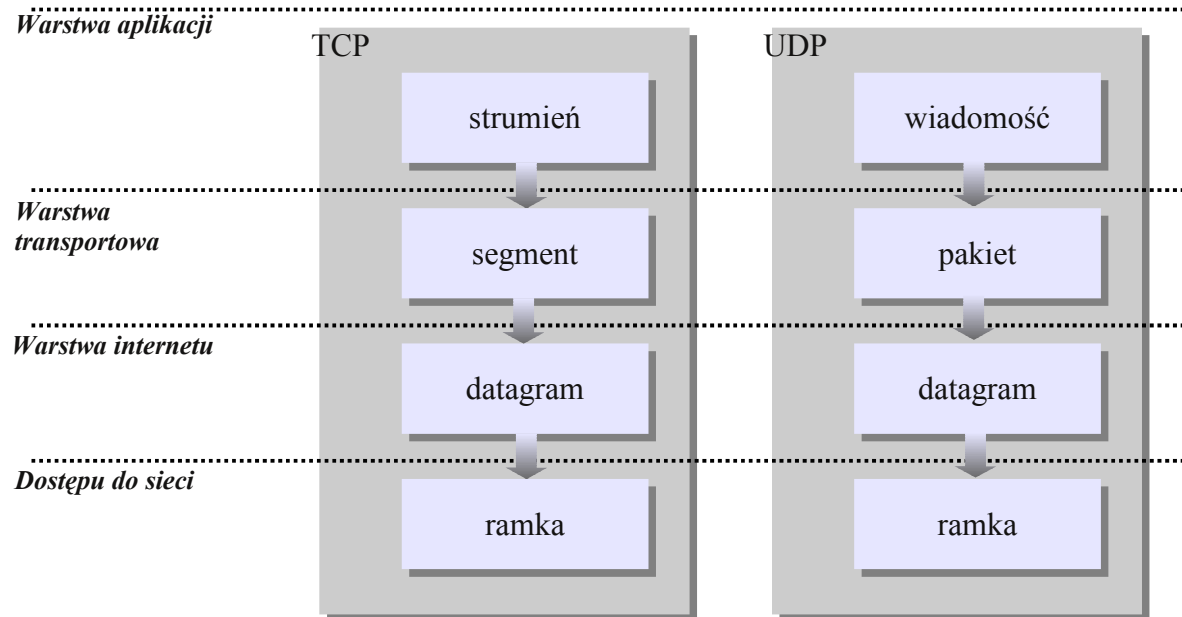 Warstwa aplikacji
TCP
UDP
strumień
wiadomość
Warstwa
transportowa
segment
pakiet
Warstwa internetu
datagram
datagram
Dostępu do sieci
ramka
ramka